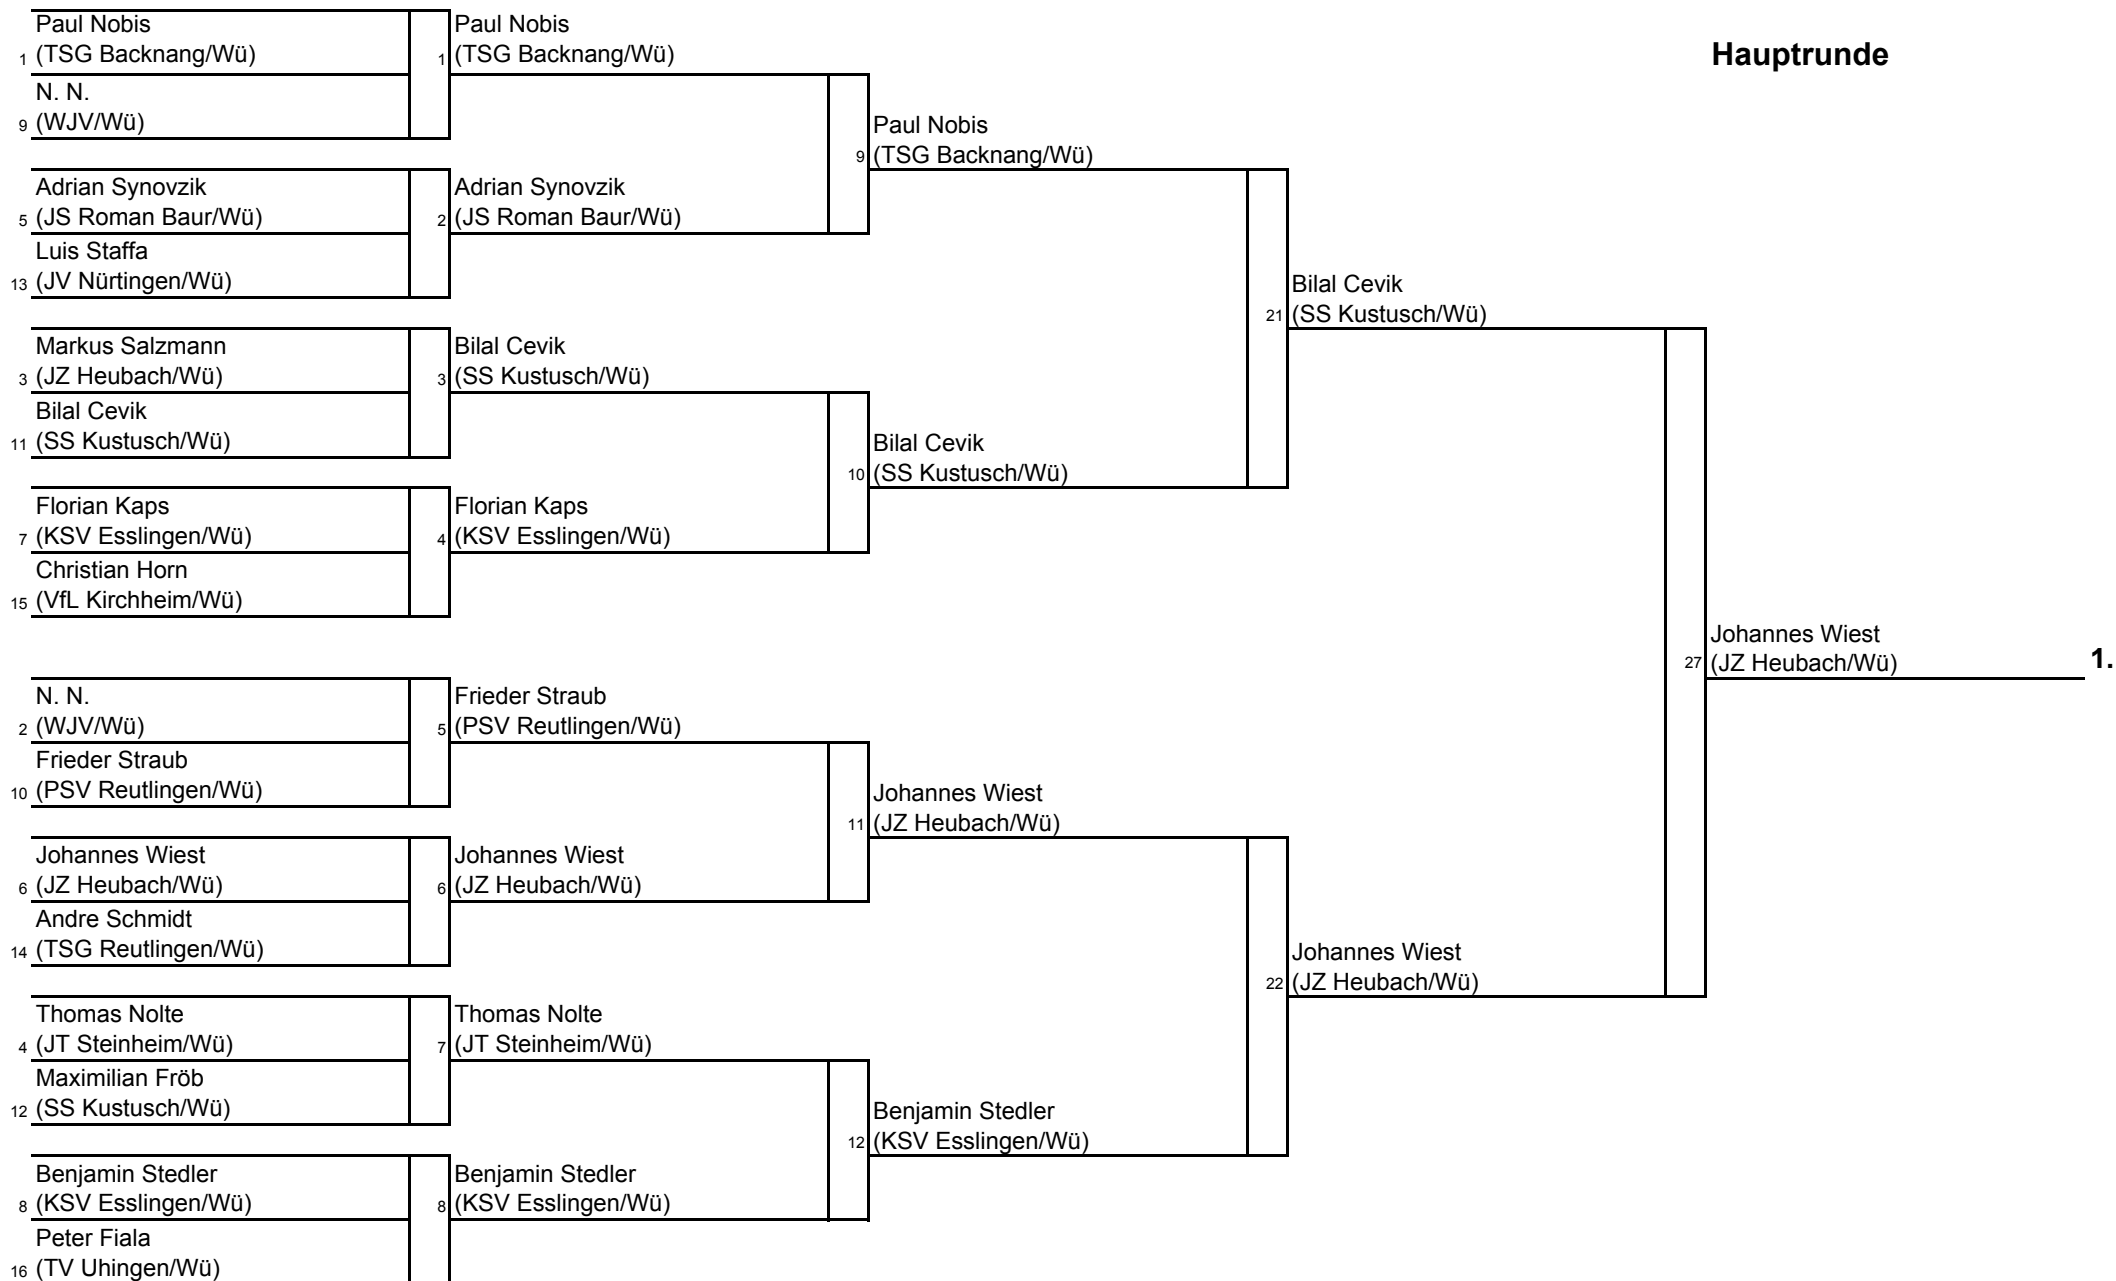 Hauptrunde
Paul Nobis
1 (TSG Backnang/Wü)
N. N.
9 (WJV/Wü)
Adrian Synovzik
5 (JS Roman Baur/Wü)
Luis Staffa
13 (JV Nürtingen/Wü)
Markus Salzmann
3 (JZ Heubach/Wü)
Bilal Cevik
11 (SS Kustusch/Wü)
Florian Kaps
7 (KSV Esslingen/Wü)
Christian Horn
15 (VfL Kirchheim/Wü)
N. N.
2 (WJV/Wü)
Frieder Straub
10 (PSV Reutlingen/Wü)
Johannes Wiest
6 (JZ Heubach/Wü)
Andre Schmidt
14 (TSG Reutlingen/Wü)
Thomas Nolte
4 (JT Steinheim/Wü)
Maximilian Fröb
12 (SS Kustusch/Wü)
Benjamin Stedler
8 (KSV Esslingen/Wü)
Peter Fiala
16 (TV Uhingen/Wü)
Paul Nobis
1 (TSG Backnang/Wü)
Adrian Synovzik
2 (JS Roman Baur/Wü)
Bilal Cevik
3 (SS Kustusch/Wü)
Florian Kaps
4 (KSV Esslingen/Wü)
Frieder Straub
5 (PSV Reutlingen/Wü)
Johannes Wiest
6 (JZ Heubach/Wü)
Thomas Nolte
7 (JT Steinheim/Wü)
Benjamin Stedler
8 (KSV Esslingen/Wü)
Paul Nobis
9 (TSG Backnang/Wü)
Bilal Cevik
10 (SS Kustusch/Wü)
Johannes Wiest
11 (JZ Heubach/Wü)
Benjamin Stedler
12 (KSV Esslingen/Wü)
Bilal Cevik
21 (SS Kustusch/Wü)
Johannes Wiest
22 (JZ Heubach/Wü)
Johannes Wiest
27 (JZ Heubach/Wü) 1.